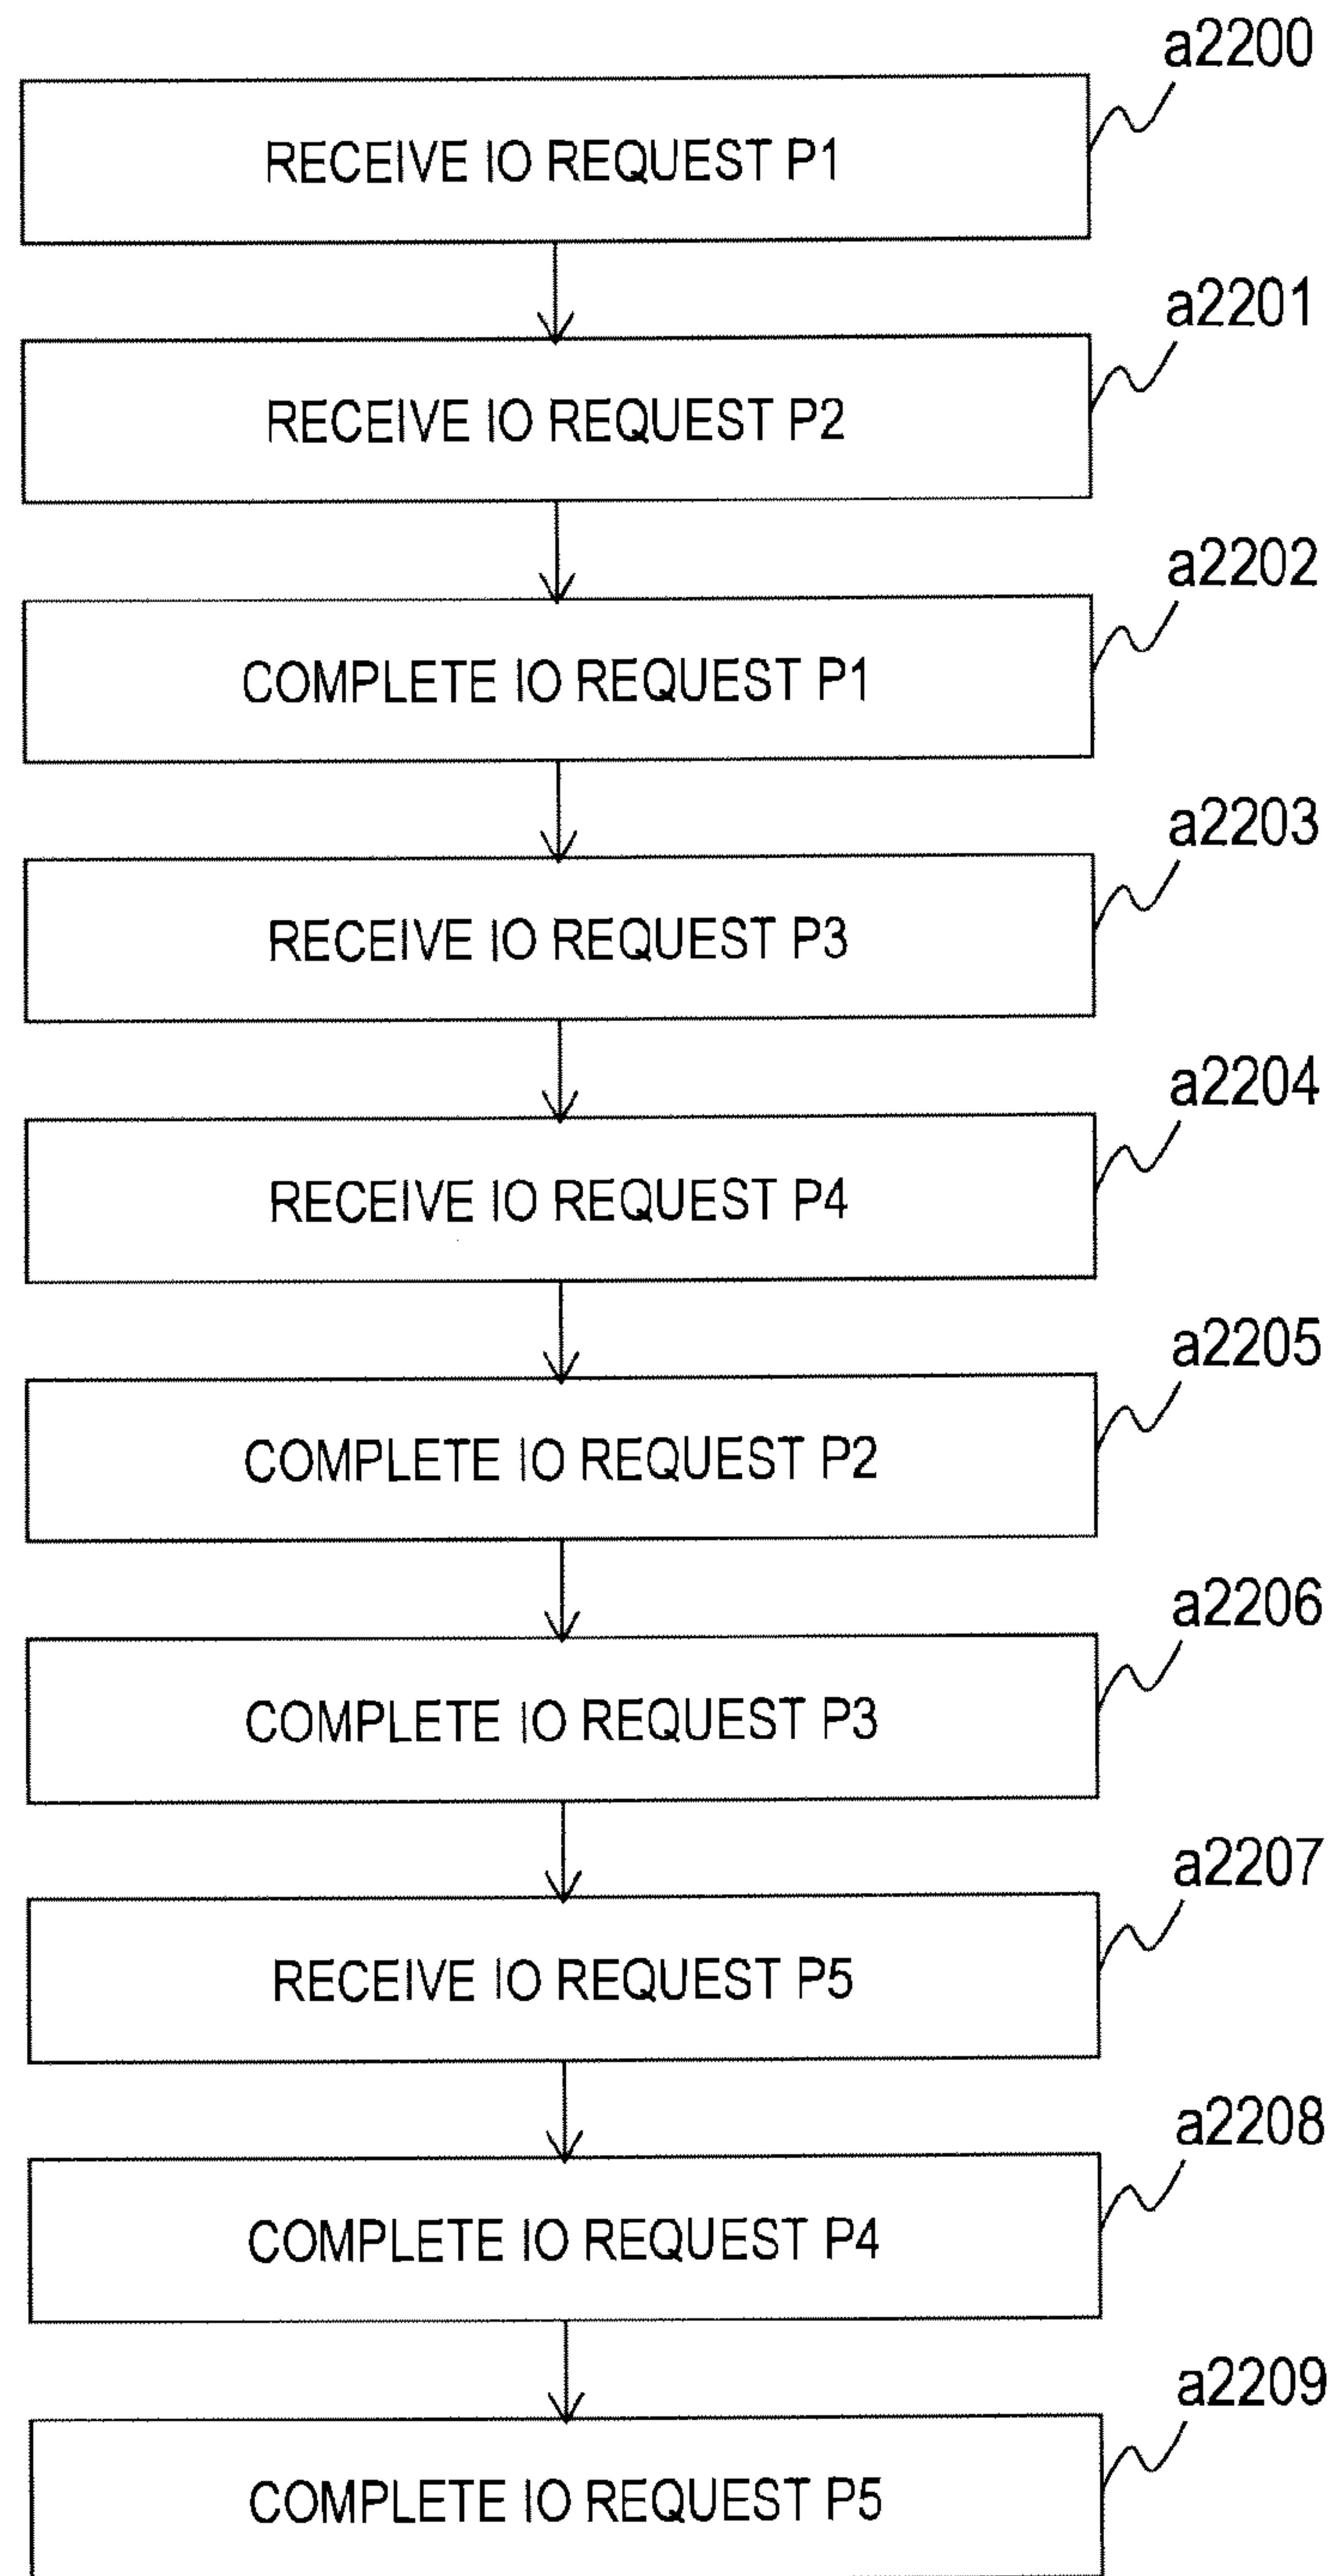 a2200
RECEIVE IO REQUEST P1
a2201
RECEIVE IO REQUEST P2
a2202
COMPLETE IO REQUEST P1
a2203
RECEIVE IO REQUEST P3
a2204
RECEIVE IO REQUEST P4
a2205
COMPLETE IO REQUEST P2
a2206
COMPLETE IO REQUEST P3
a2207
RECEIVE IO REQUEST P5
a2208
COMPLETE IO REQUEST P4
a2209
COMPLETE IO REQUEST P5